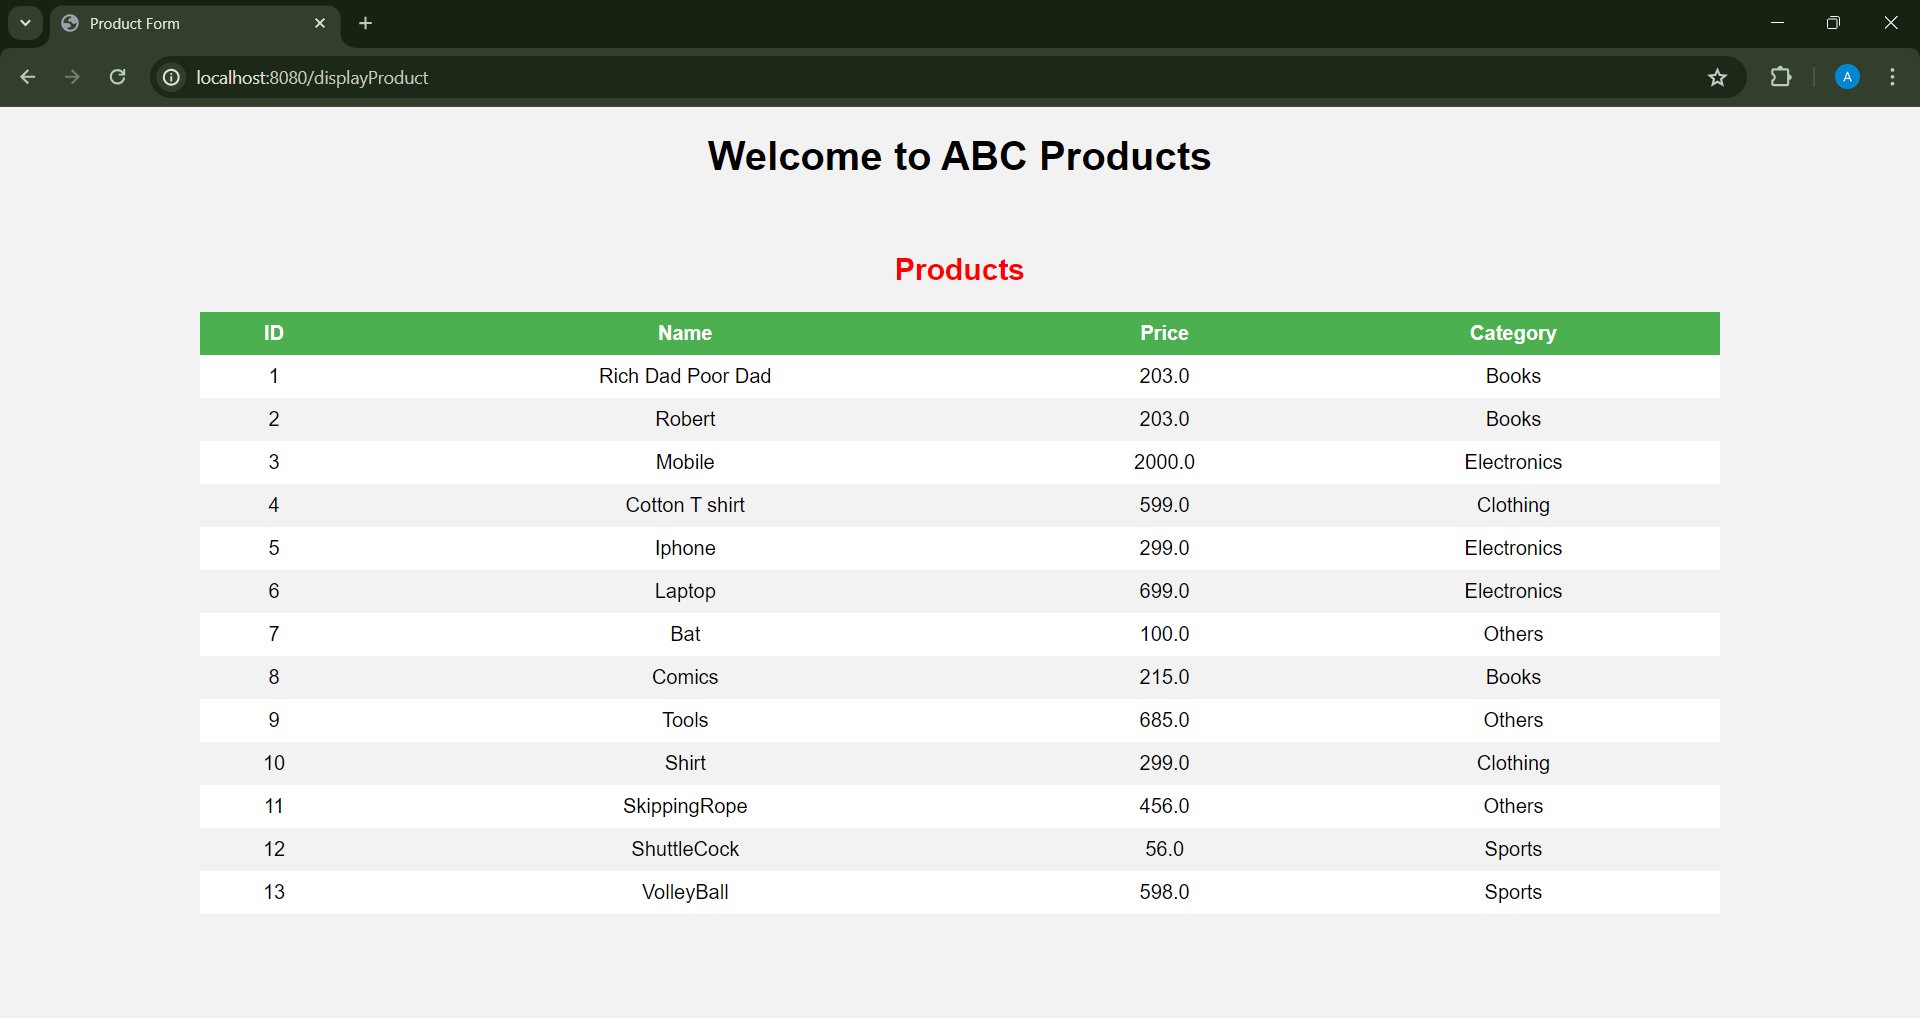 Product Form
localhost:8080/displayProduct
A
Welcome to ABC Products
Products
ID Name Price Category
1 Rich Dad Poor Dad 203.0 Books
2 Robert 203.0 Books
3 Mobile 2000.0 Electronics
4 Cotton T shirt 599.0 Clothing
5 Iphone 299.0 Electronics
6 Laptop 699.0 Electronics
7 Bat 100.0 Others
8 Comics 215.0 Books
9 Tools 685.0 Others
10 Shirt 299.0 Clothing
11 SkippingRope 456.0 Others
12 ShuttleCock 56.0 Sports
13 VolleyBall 598.0 Sports